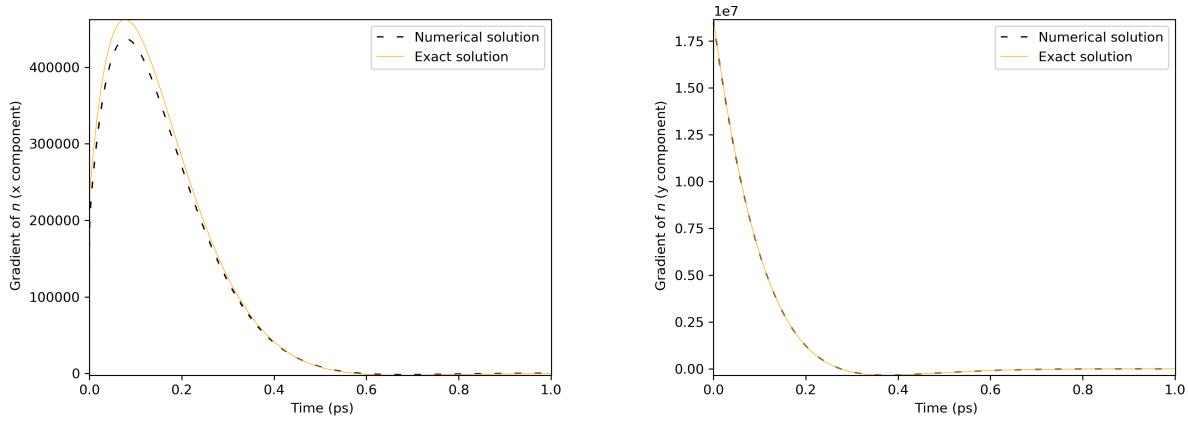 Numerical solution
Exact solution
400000
300000
200000
100000
0
0.0
0.2
0.4
0.6
0.8
1.0
Time (ps)
Gradient of n (x component)
1e7
Numerical solution
Exact solution
1.75
1.50
1.25
1.00
0.75
0.50
0.25
0.00
0.0
0.2
0.4
0.6
0.8
1.0
Time (ps)
Gradient of n (y component)